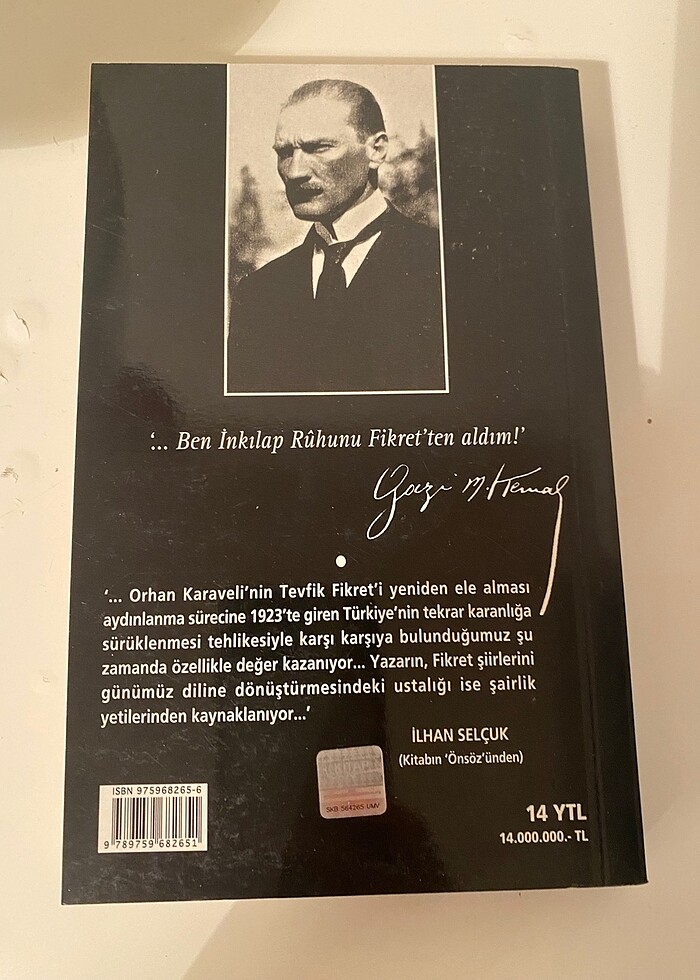 ‘... Ben İnkılap Rûhunu Fikret’ten aldım!’
Gazi M. Kemal
‘... Orhan Karaveli’nin Tevfik Fikret’i yeniden ele alması
aydınlanma sürecine 1923’te giren Türkiye’nin tekrar karanlığa
sürüklenmesi tehlikesiyle karşı karşıya bulunduğumuz şu
zamanda özellikle değer kazanıyor... Yazarın, Fikret şiirlerini
günümüz diline dönüştürmesindeki ustalığı ise şairlik
yetilerinden kaynaklanıyor...’
İLHAN SELÇUK
(Kitabın ‘Önsöz’ünden)
ISBN 975968265-6
9 789759 682651
SKB 564265 UMV
14 YTL
14.000.000.- TL